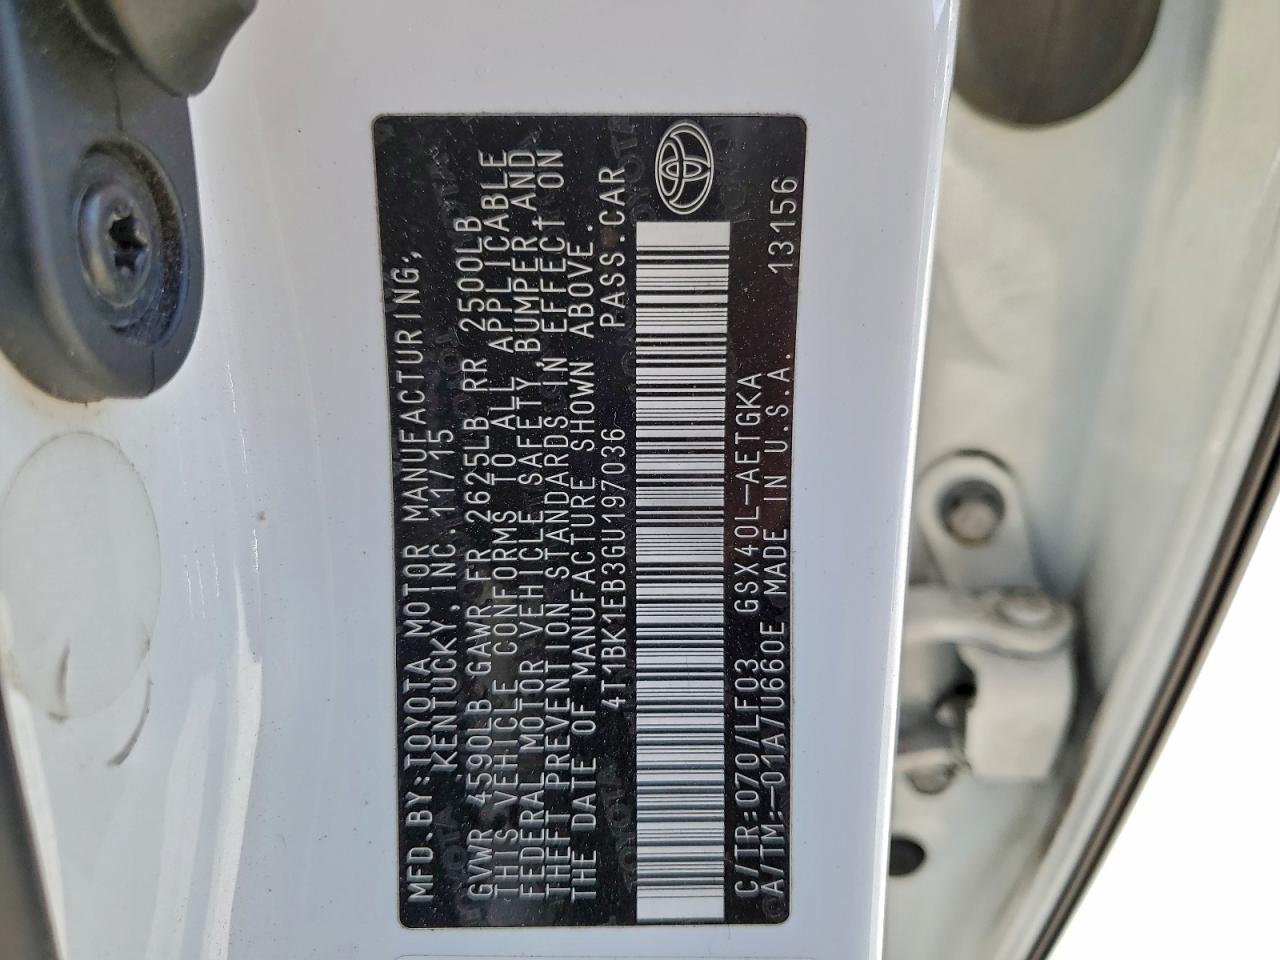 MFD.BY:TOYOTA MOTOR MANUFACTURING,
KENTUCKY, INC. 11/15
GVWR 4590LB GAWR FR 2625LB RR 2500LB
THIS VEHICLE CONFORMS TO ALL APPLICABLE
FEDERAL MOTOR VEHICLE SAFETY,BUMPER,AND
THEFT PREVENTION STANDARDS IN EFFECT ON
THE DATE OF MANUFACTURE SHOWN ABOVE.
4T1BK1EB3GU197036 PASS.CAR
C/TR:070/LF03 GSX40L-AETGKA
A/TM:-01A/U660E MADE IN U.S.A. 13156